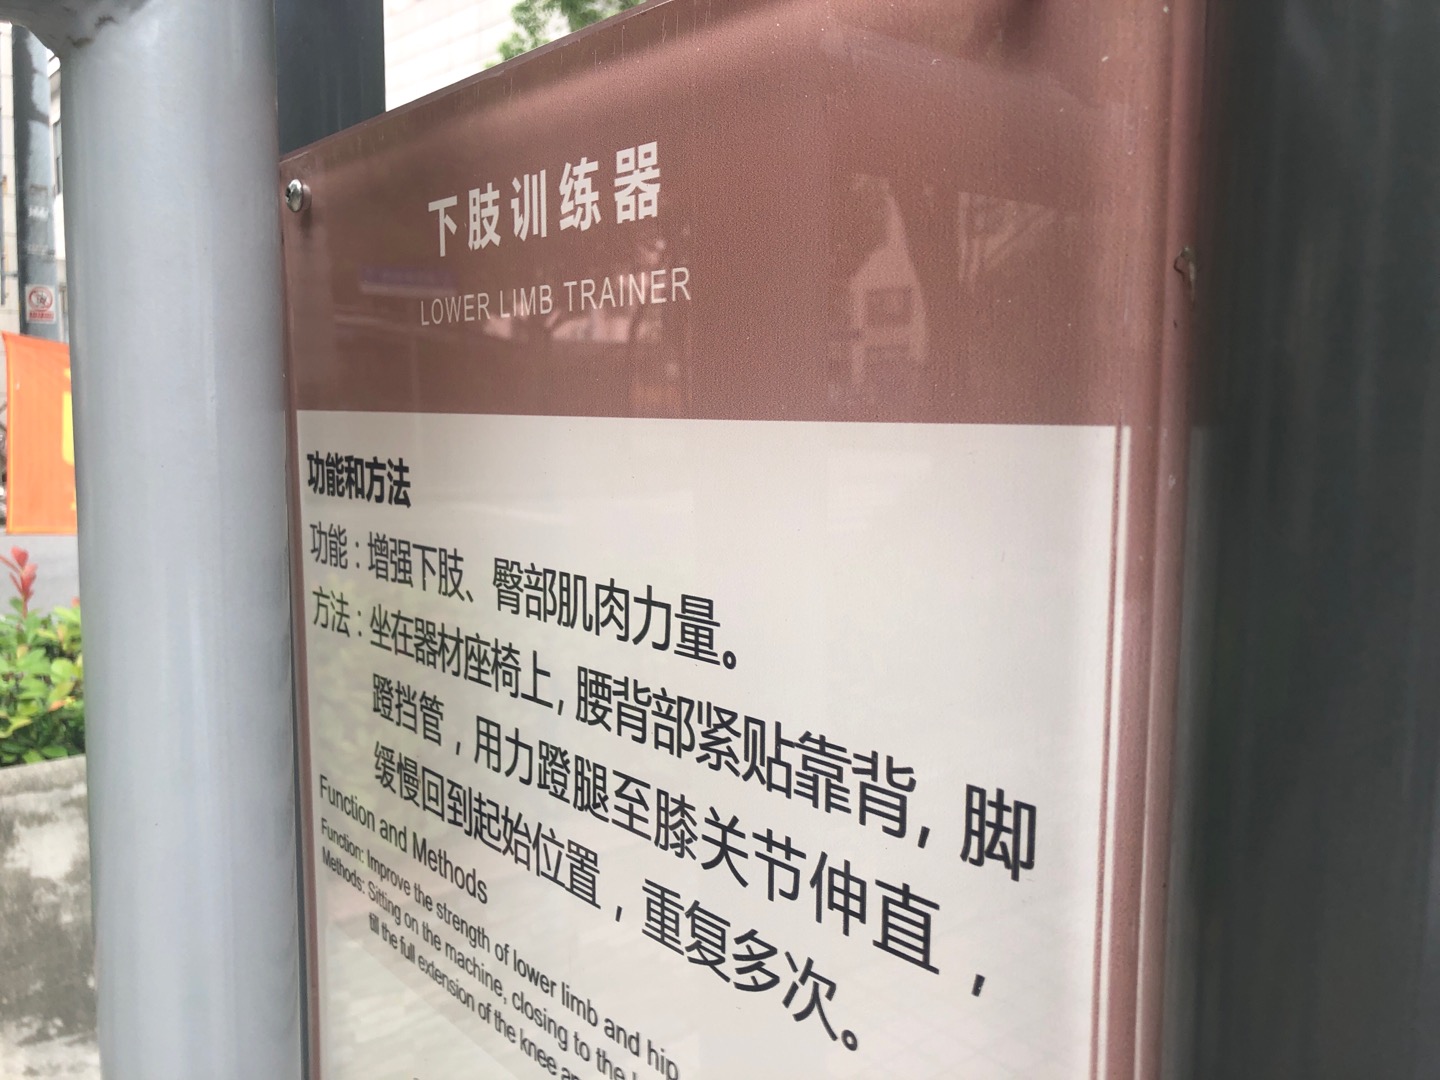 下肢训练器
LOWER LIMB TRAINER
功能和方法
功能：增强下肢、臀部肌肉力量。
方法：坐在器材座椅上，腰背部紧贴靠背，脚
蹬挡管，用力蹬腿至膝关节伸直，
缓慢回到起始位置，重复多次。
Function and Methods
Function: Improve the strength of lower limb and hip
Methods: Sitting on the machine, closing to the
till the full extension of the knee